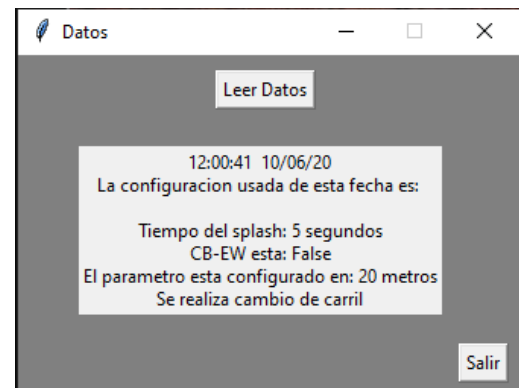 Datos
Leer Datos
12:00:41 10/06/20
La configuracion usada de esta fecha es:
Tiempo del splash: 5 segundos
CB-EW esta: False
El parametro esta configurado en: 20 metros
Se realiza cambio de carril
Salir